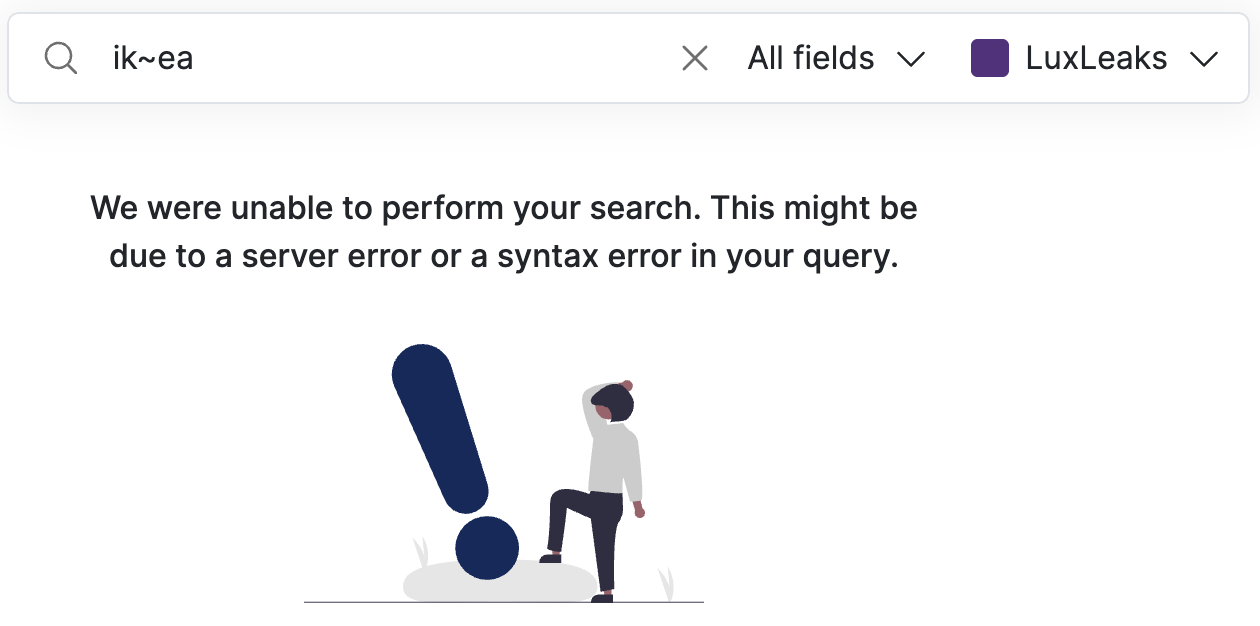 ik~ea All fields LuxLeaks
We were unable to perform your search. This might be
due to a server error or a syntax error in your query.